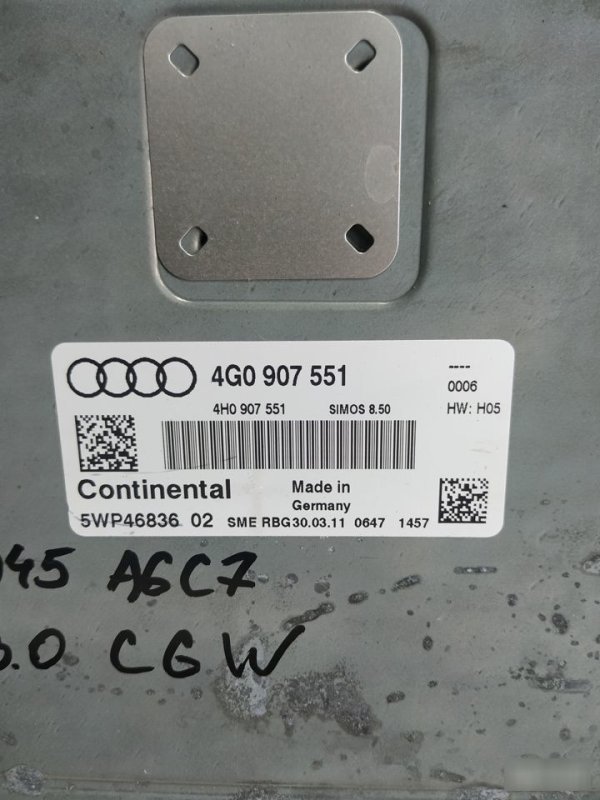 4G0 907 551
----
0006
4H0 907 551 SIMOS 8.50 HW: H05
Continental Made in
Germany
5WP46836 02 SME RBG30.03.11 0647 1457
45 A6C7
.0 CGW